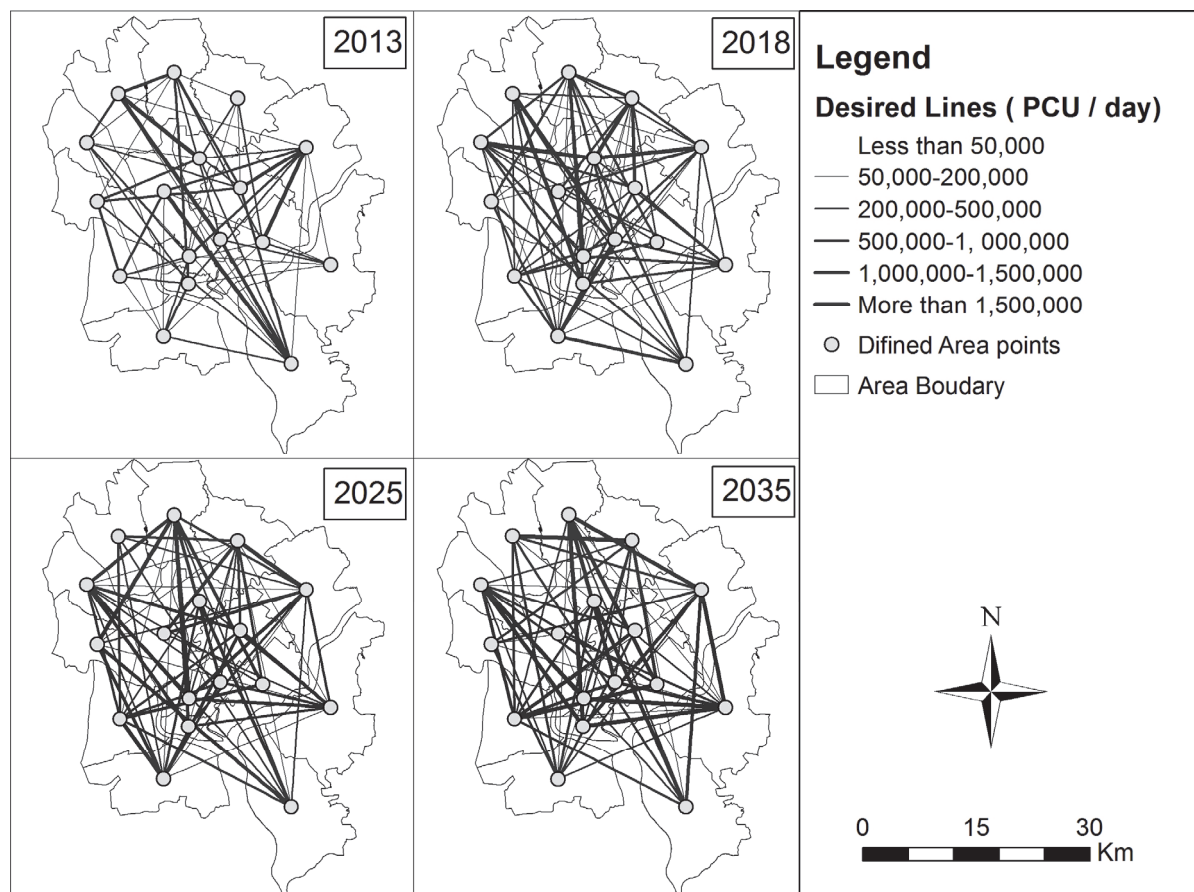 2013
2018
2025
2035
Legend
Desired Lines ( PCU / day)
Less than 50,000
50,000-200,000
200,000-500,000
500,000-1, 000,000
1,000,000-1,500,000
More than 1,500,000
Difined Area points
Area Boudary
N
0 15 30
Km